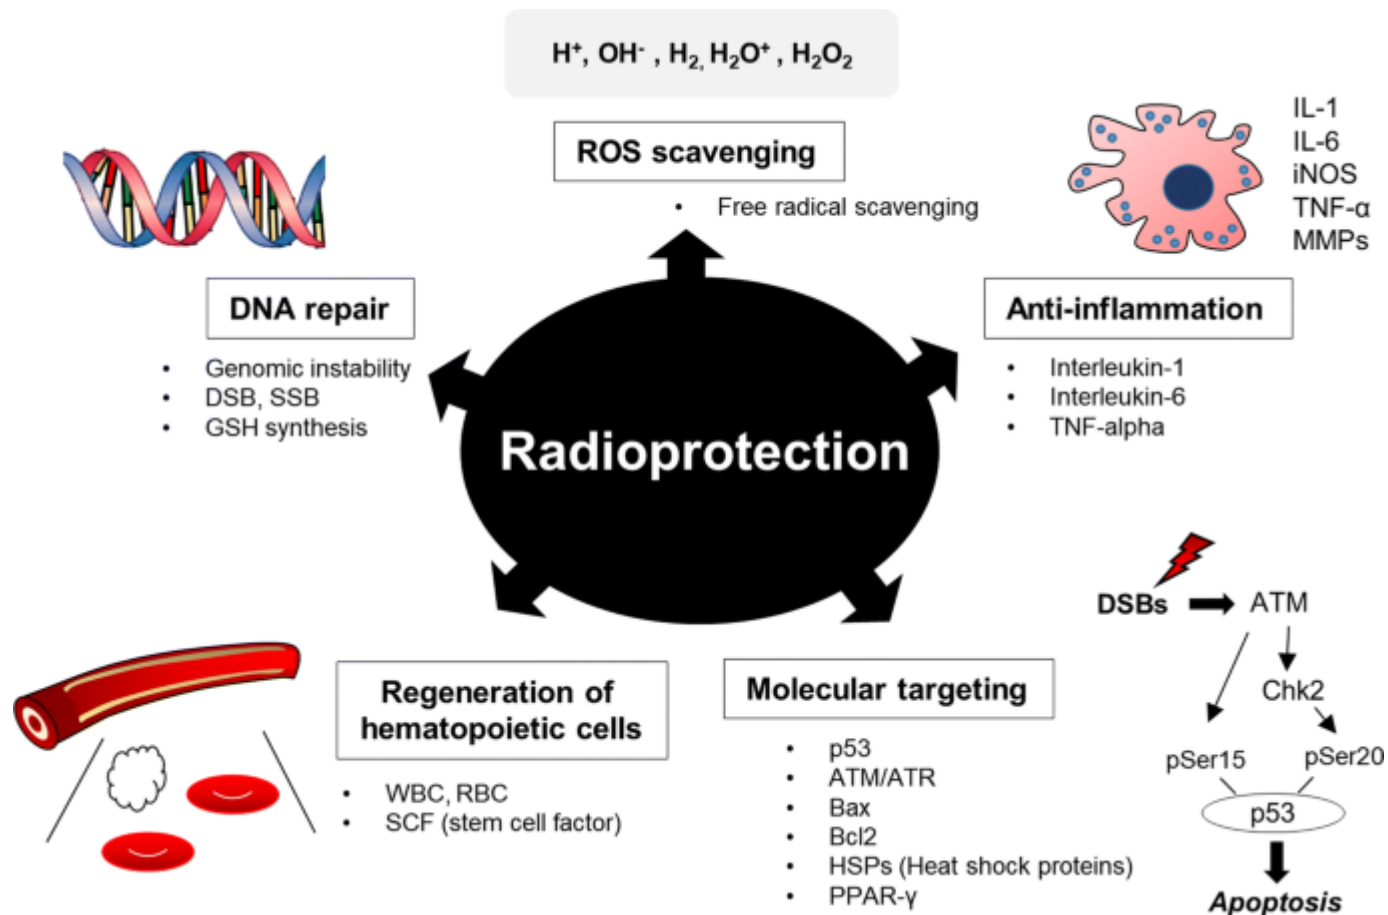 H⁺, OH⁻ , H₂, H₂O⁺ , H₂O₂
ROS scavenging
• Free radical scavenging
IL-1
IL-6
iNOS
TNF-α
MMPs
DNA repair
• Genomic instability
• DSB, SSB
• GSH synthesis
Anti-inflammation
• Interleukin-1
• Interleukin-6
• TNF-alpha
Radioprotection
Regeneration of
hematopoietic cells
• WBC, RBC
• SCF (stem cell factor)
Molecular targeting
• p53
• ATM/ATR
• Bax
• Bcl2
• HSPs (Heat shock proteins)
• PPAR-γ
DSBs ATM
Chk2
pSer15 pSer20
p53
Apoptosis